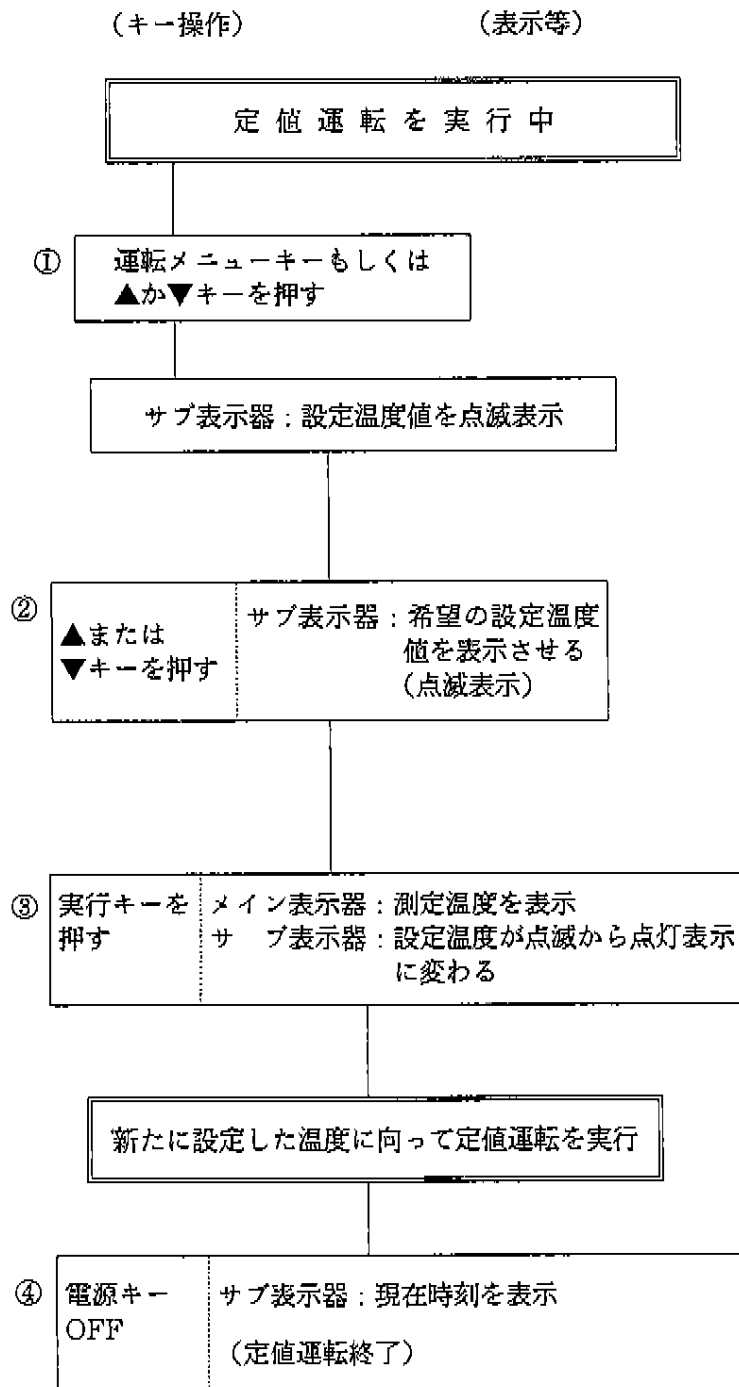 （キー操作） （表示等）
定値運転を実行中
① 運転メニューキーもしくは
▲か▼キーを押す
サブ表示器：設定温度値を点滅表示
②
▲または
▼キーを押す
サブ表示器：希望の設定温度
値を表示させる
（点滅表示）
③ 実行キーを
押す
メイン表示器：測定温度を表示
サ　ブ表示器：設定温度が点滅から点灯表示
に変わる
新たに設定した温度に向って定値運転を実行
④ 電源キー
OFF
サブ表示器：現在時刻を表示
（定値運転終了）